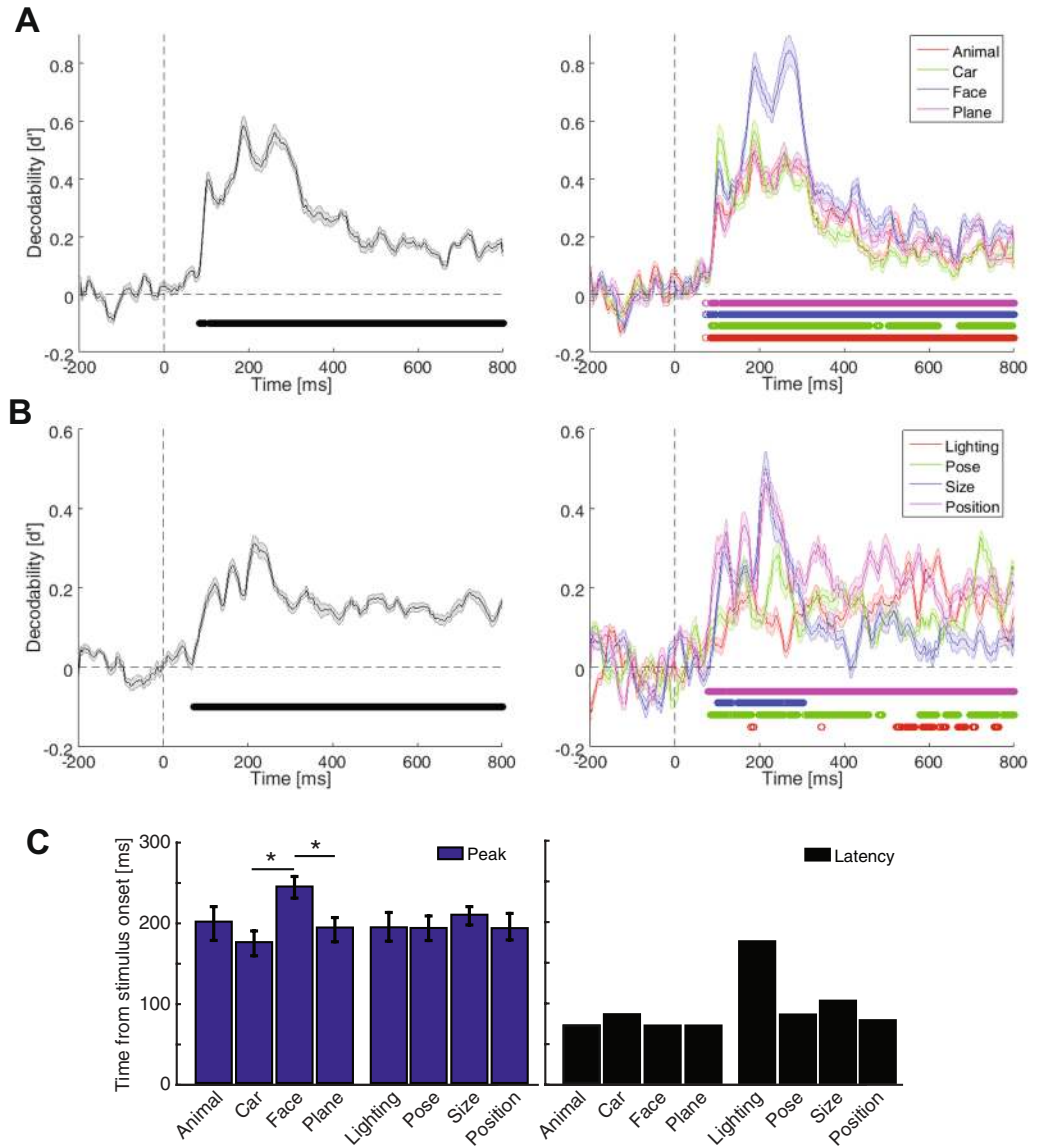 A
Decodability [d']
0.8
0.6
0.4
0.2
0
-0.2
-200 0 200 400 600 800
Time [ms]
0.8
0.6
0.4
0.2
0
-0.2
-200 0 200 400 600 800
Time [ms]
Animal
Car
Face
Plane
B
Decodability [d']
0.6
0.4
0.2
0
-0.2
-200 0 200 400 600 800
Time [ms]
0.6
0.4
0.2
0
-0.2
-200 0 200 400 600 800
Time [ms]
Lighting
Pose
Size
Position
C
Time from stimulus onset [ms]
300
200
100
0
* *
Peak
Animal Car Face Plane Lighting Pose Size Position
Latency
Animal Car Face Plane Lighting Pose Size Position